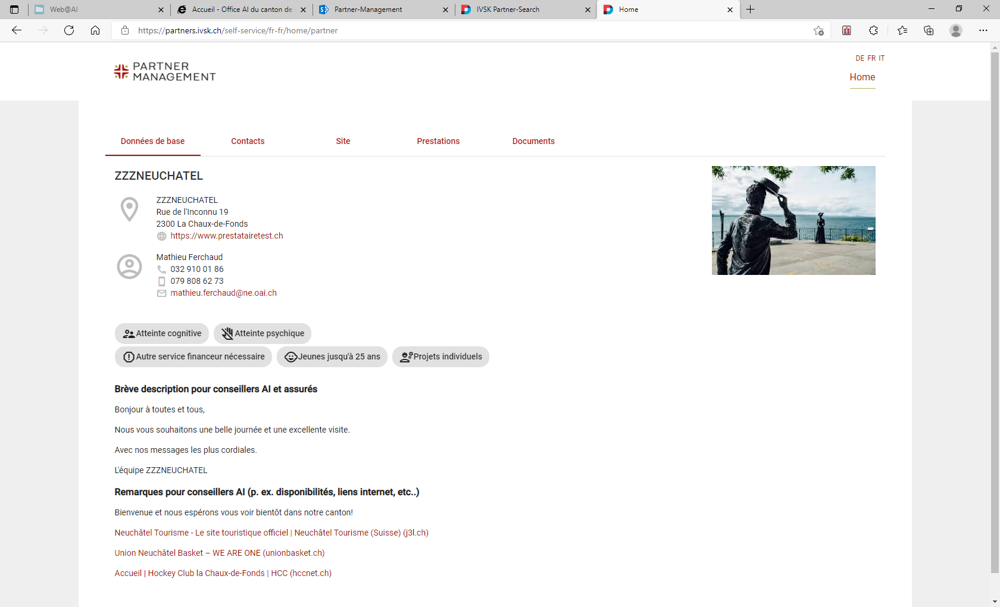 Web@AI
Accueil - Office AI du canton de
Partner-Management
IVSK Partner-Search
Home
https://partners.ivsk.ch/self-service/fr-fr/home/partner
PARTNER
MANAGEMENT
DE FR IT
Home
Données de base
Contacts
Site
Prestations
Documents
ZZZNEUCHATEL
ZZZNEUCHATEL
Rue de l'Inconnu 19
2300 La Chaux-de-Fonds
https://www.prestatairetest.ch
Mathieu Ferchaud
032 910 01 86
079 808 62 73
mathieu.ferchaud@ne.oai.ch
Atteinte cognitive
Atteinte psychique
Autre service financeur nécessaire
Jeunes jusqu'à 25 ans
Projets individuels
Brève description pour conseillers AI et assurés
Bonjour à toutes et tous,
Nous vous souhaitons une belle journée et une excellente visite.
Avec nos messages les plus cordiales.
L'équipe ZZZNEUCHATEL
Remarques pour conseillers AI (p. ex. disponibilités, liens internet, etc..)
Bienvenue et nous espérons vous voir bientôt dans notre canton!
Neuchâtel Tourisme - Le site touristique officiel | Neuchâtel Tourisme (Suisse) (j3l.ch)
Union Neuchâtel Basket – WE ARE ONE (unionbasket.ch)
Accueil | Hockey Club la Chaux-de-Fonds | HCC (hccnet.ch)